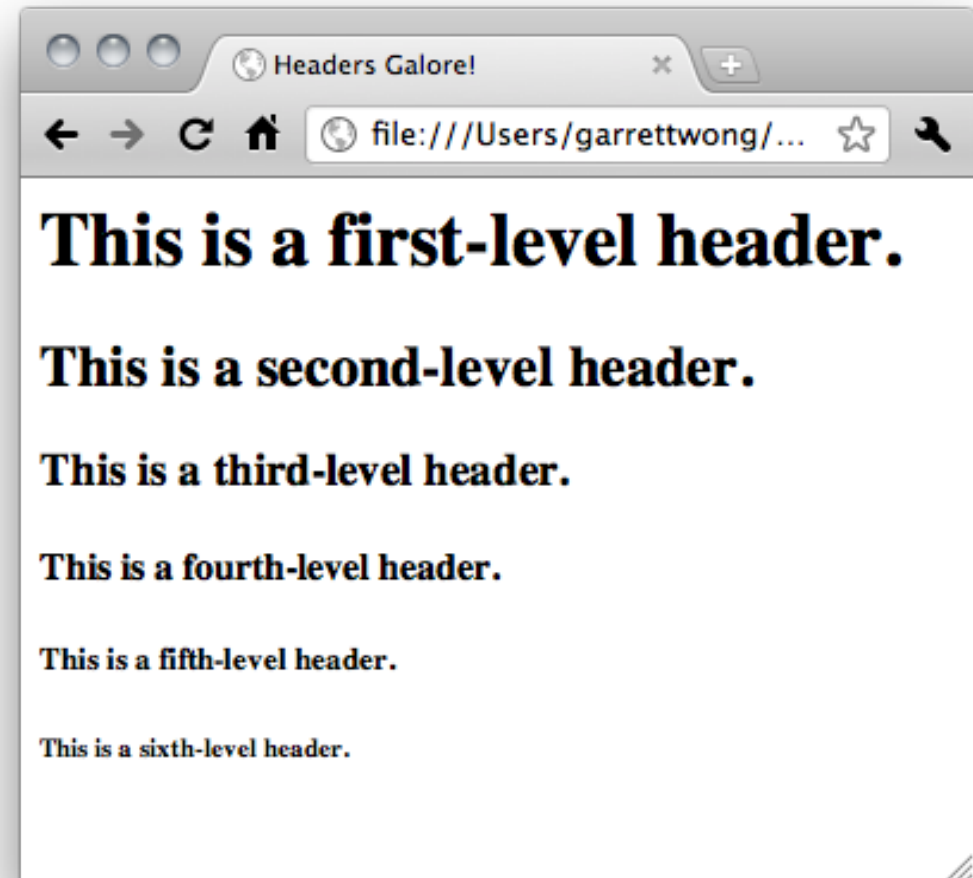 Headers Galore!
file:///Users/garrettwong/...
This is a first-level header.
This is a second-level header.
This is a third-level header.
This is a fourth-level header.
This is a fifth-level header.
This is a sixth-level header.